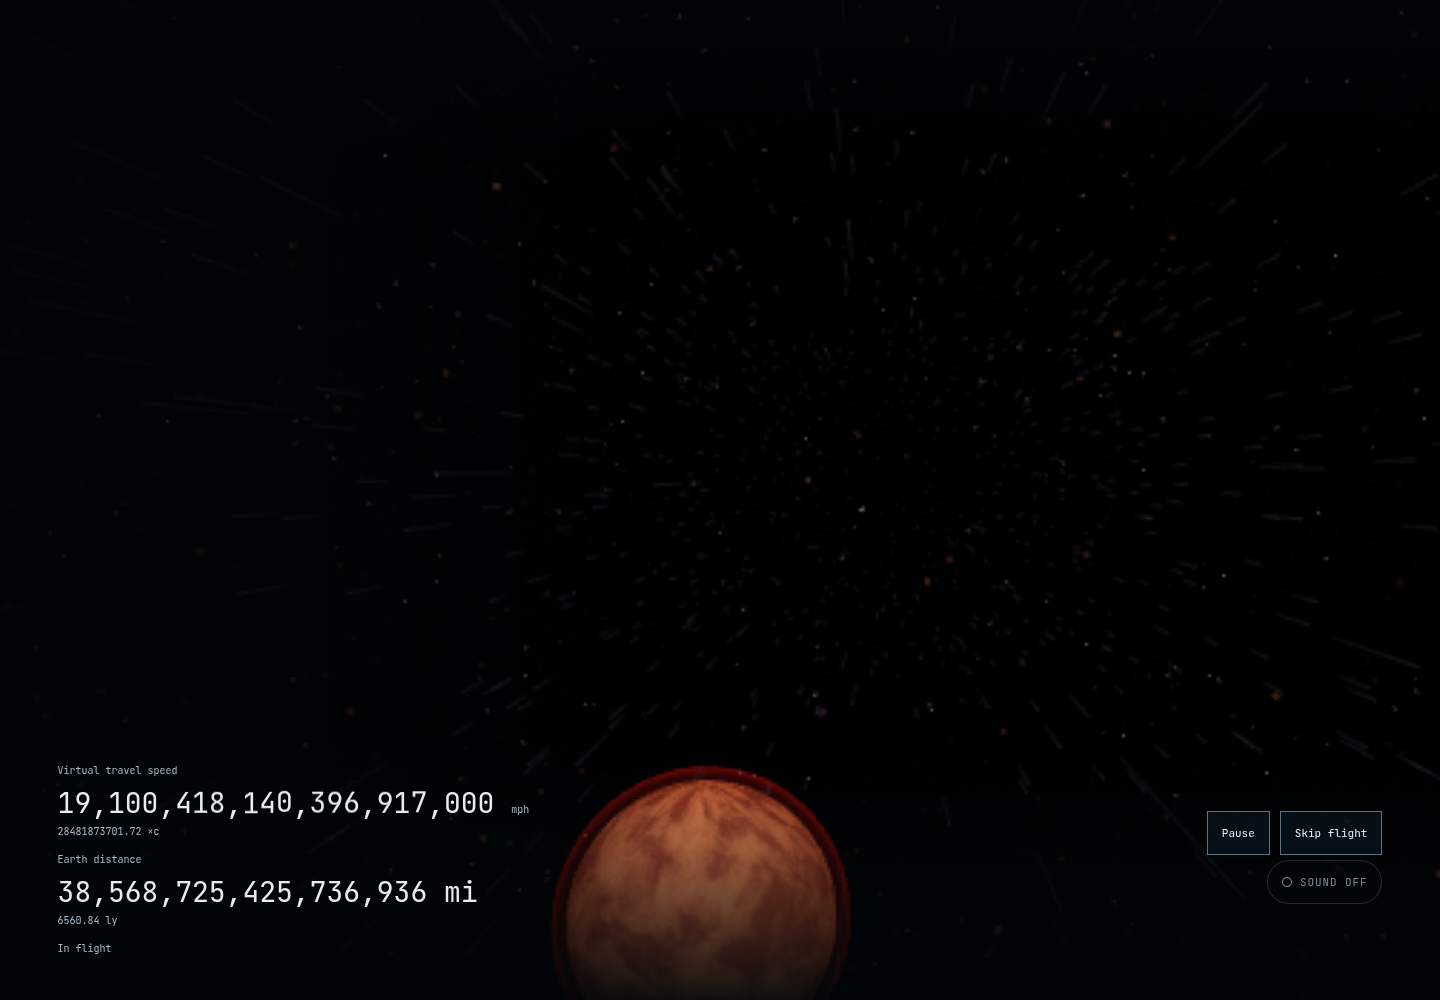 Virtual travel speed
19,100,418,140,396,917,000 mph
28481873701.72 ×c
Earth distance
38,568,725,425,736,936 mi
6560.84 ly
In flight
Pause
Skip flight
SOUND OFF